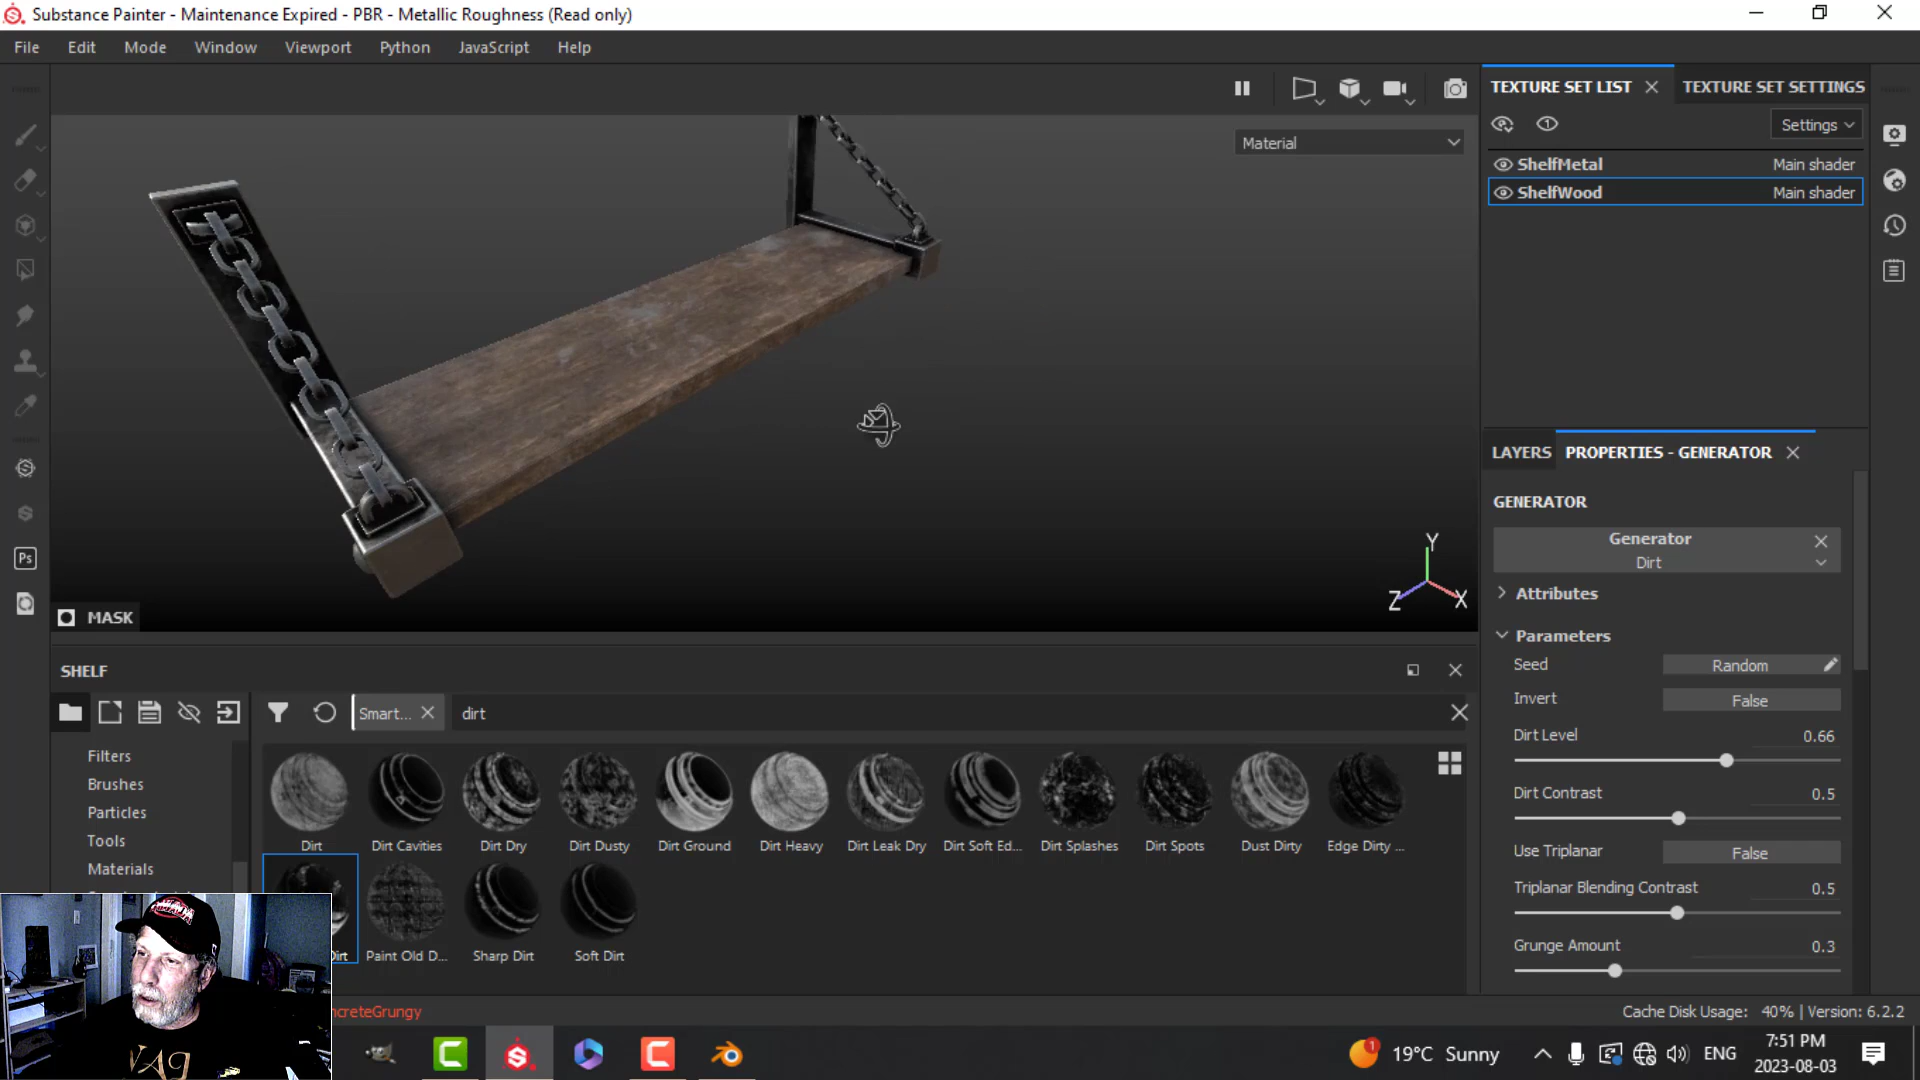 Substance Painter - Maintenance Expired - PBR - Metallic Roughness (Read only)
File Edit Mode Window Viewport Python JavaScript Help
TEXTURE SET LIST TEXTURE SET SETTINGS
Settings
Material
ShelfMetal Main shader
ShelfWood Main shader
LAYERS PROPERTIES - GENERATOR
GENERATOR
Generator
Dirt
Attributes
Parameters
Seed Random
Invert False
Dirt Level 0.66
Dirt Contrast 0.5
Use Triplanar False
Triplanar Blending Contrast 0.5
Grunge Amount 0.3
Y
Z X
Ps
MASK
SHELF
Smart... dirt
Filters
Brushes
Particles
Tools
Materials
Dirt Dirt Cavities Dirt Dry Dirt Dusty Dirt Ground Dirt Heavy Dirt Leak Dry Dirt Soft Ed... Dirt Splashes Dirt Spots Dust Dirty Edge Dirty ...
Dirt Paint Old D... Sharp Dirt Soft Dirt
ncreteGrungy
Cache Disk Usage: 40% | Version: 6.2.2
1 19°C Sunny ENG 7:51 PM
2023-08-03